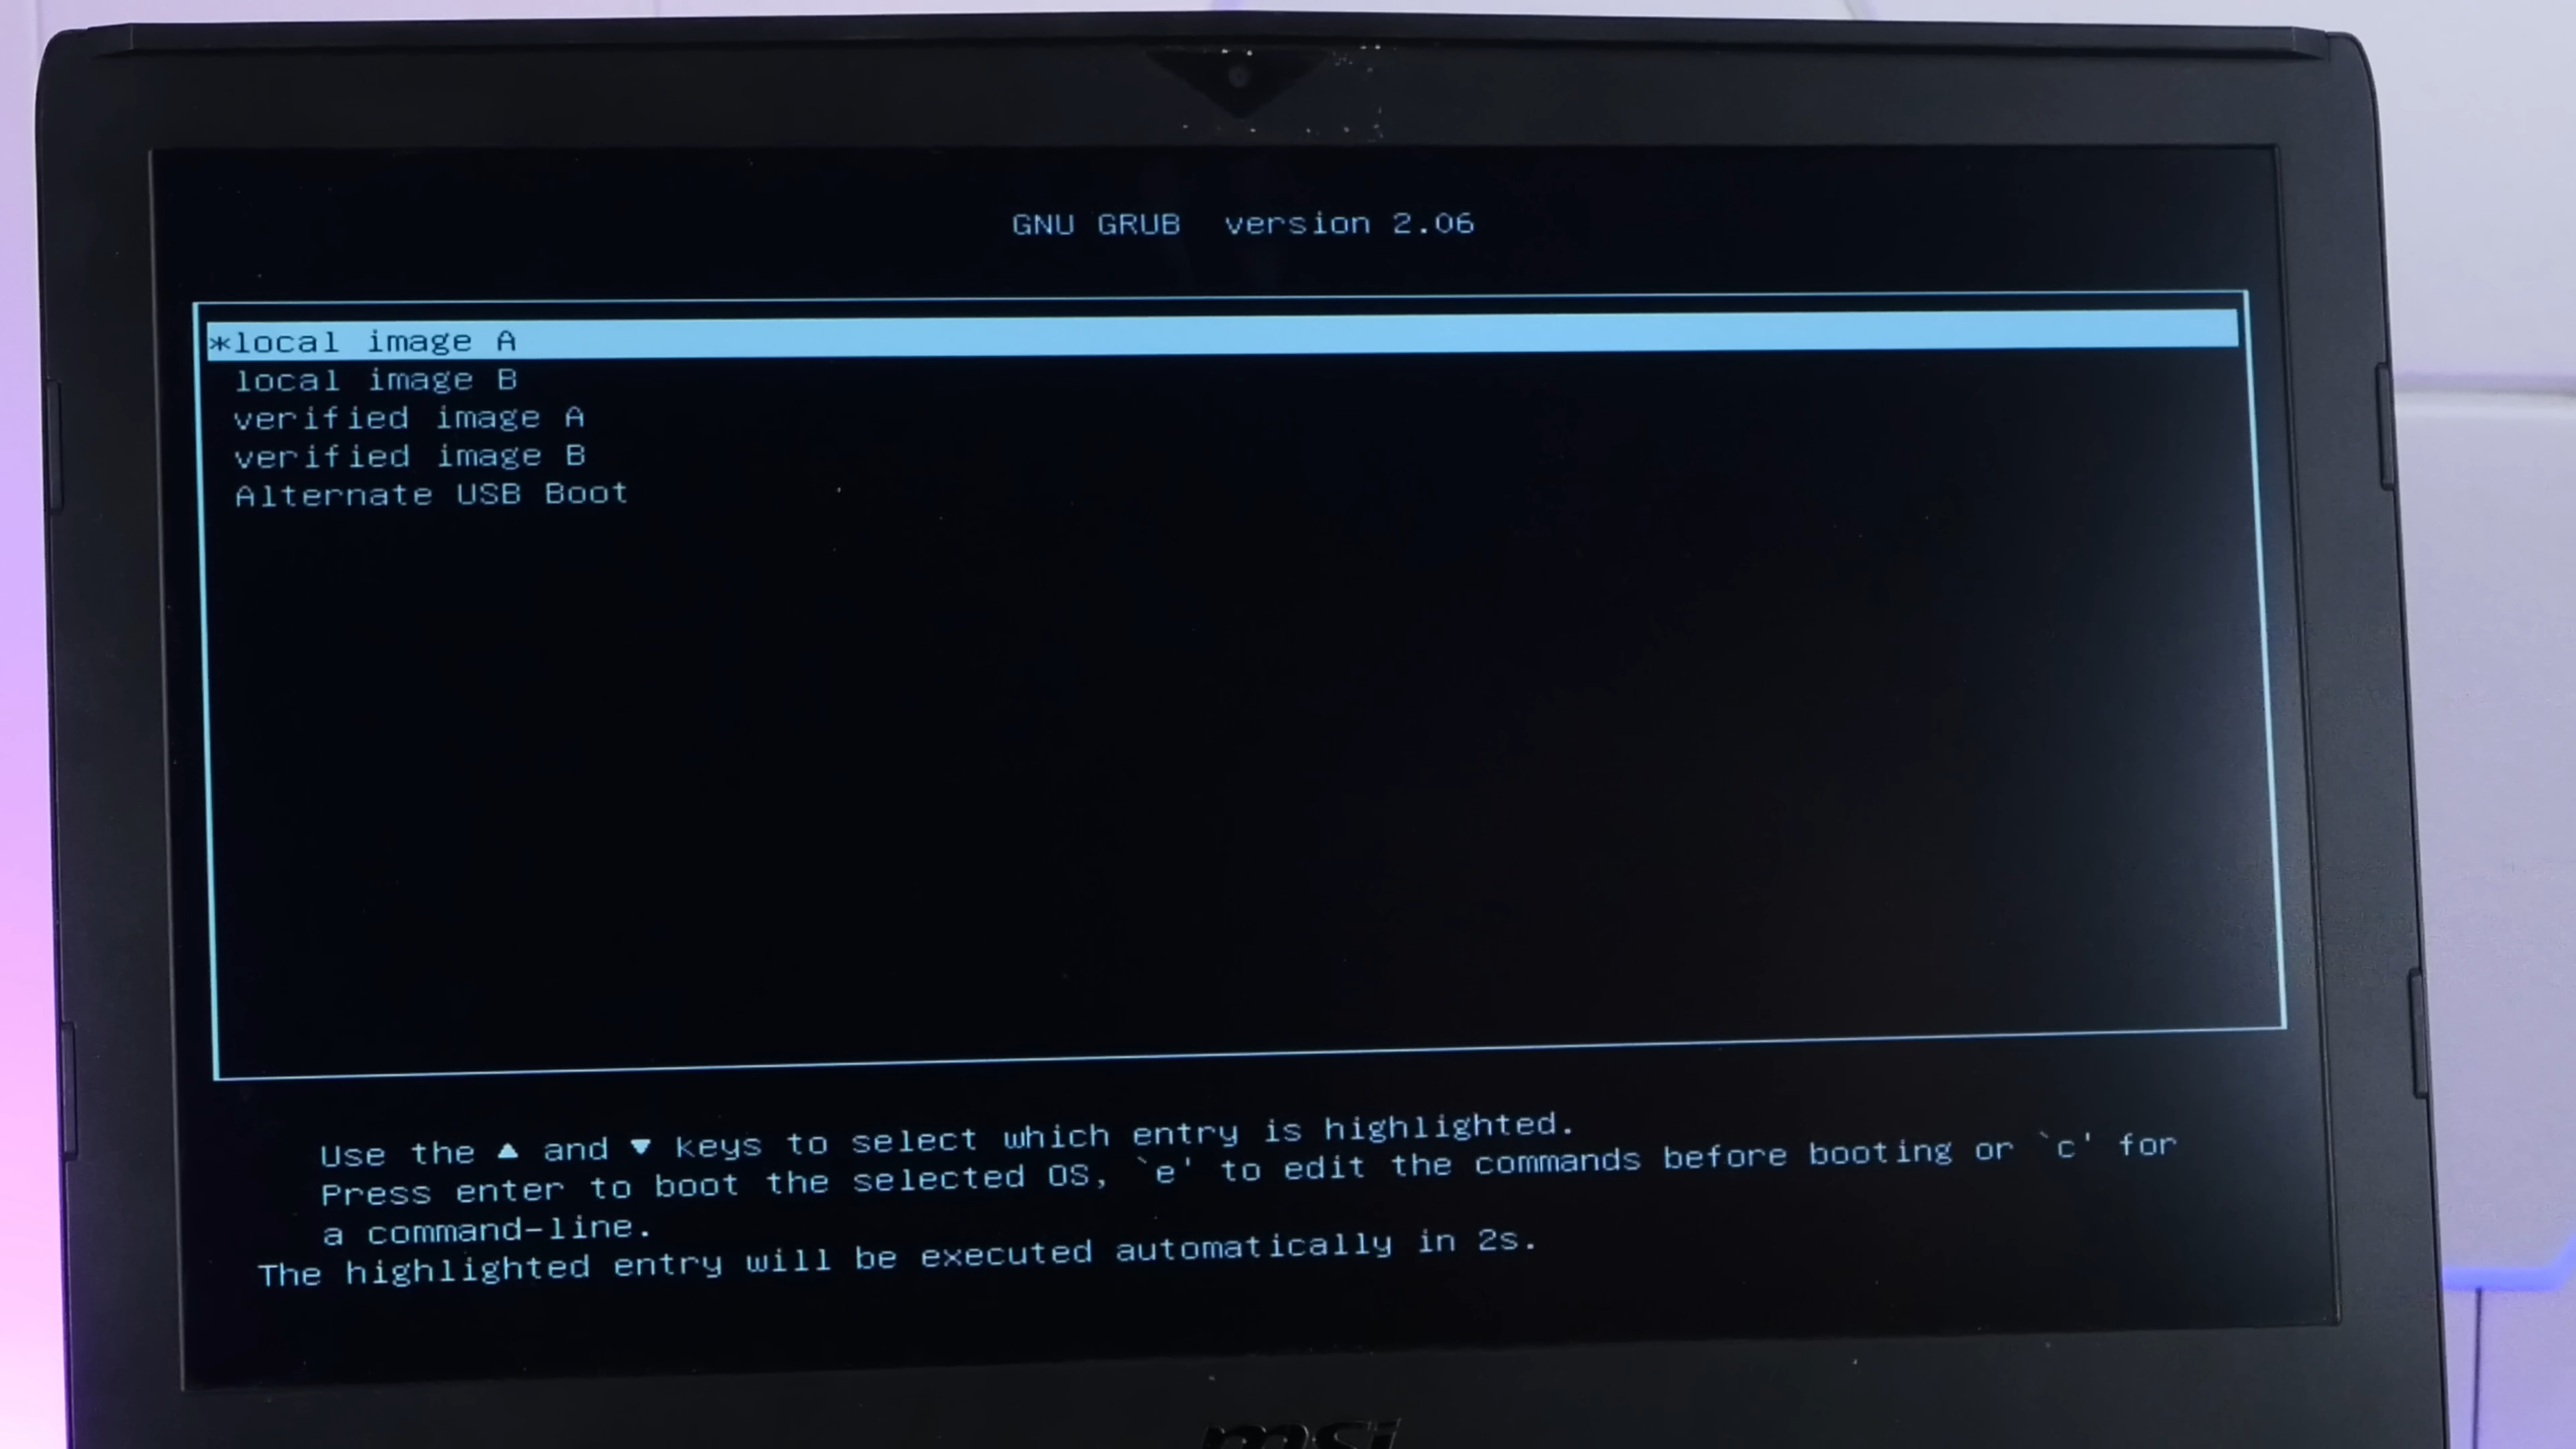 GNU GRUB version 2.06
*local image A
local image B
verified image A
verified image B
Alternate USB Boot
Use the ▲ and ▼ keys to select which entry is highlighted.
Press enter to boot the selected OS, `e' to edit the commands before booting or `c' for
a command-line.
The highlighted entry will be executed automatically in 2s.
msi